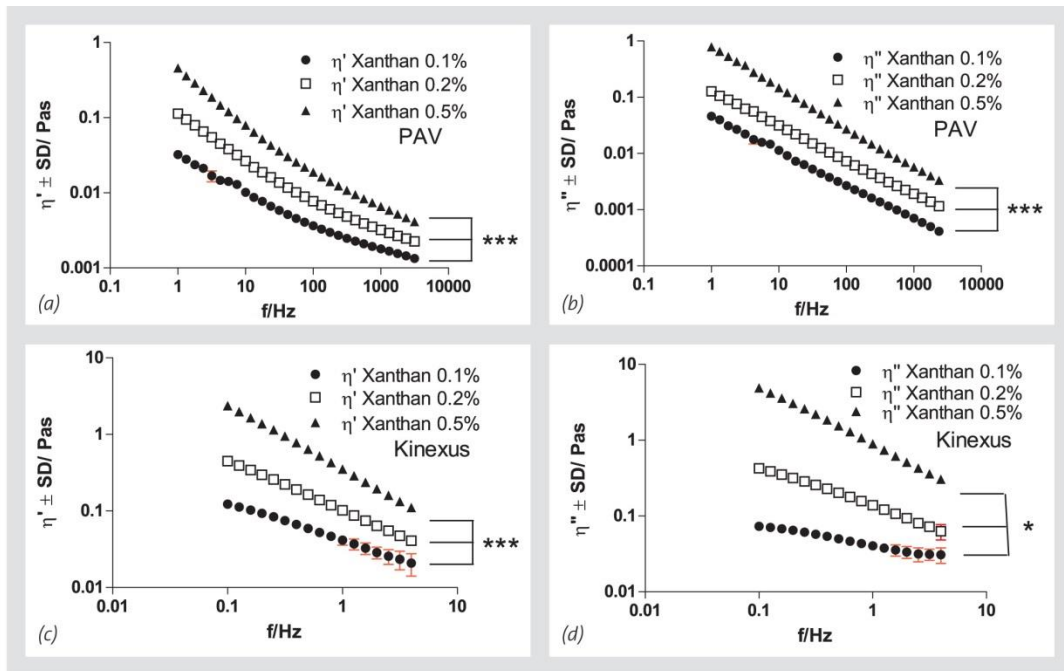 1
0.1
0.01
0.001
η' ± SD/ Pas
η' Xanthan 0.1%
η' Xanthan 0.2%
η' Xanthan 0.5%
PAV
***
0.1 1 10 100 1000 10000
(a)
f/Hz
1
0.1
0.01
0.001
0.0001
η" ± SD/ Pas
η" Xanthan 0.1%
η" Xanthan 0.2%
η" Xanthan 0.5%
PAV
***
0.1 1 10 100 1000 10000
(b)
f/Hz
10
1
0.1
0.01
η' ± SD/ Pas
η' Xanthan 0.1%
η' Xanthan 0.2%
η' Xanthan 0.5%
Kinexus
***
0.01 0.1 1 10
(c)
f/Hz
10
1
0.1
0.01
η" ± SD/ Pas
η" Xanthan 0.1%
η" Xanthan 0.2%
η" Xanthan 0.5%
Kinexus
*
0.01 0.1 1 10
(d)
f/Hz